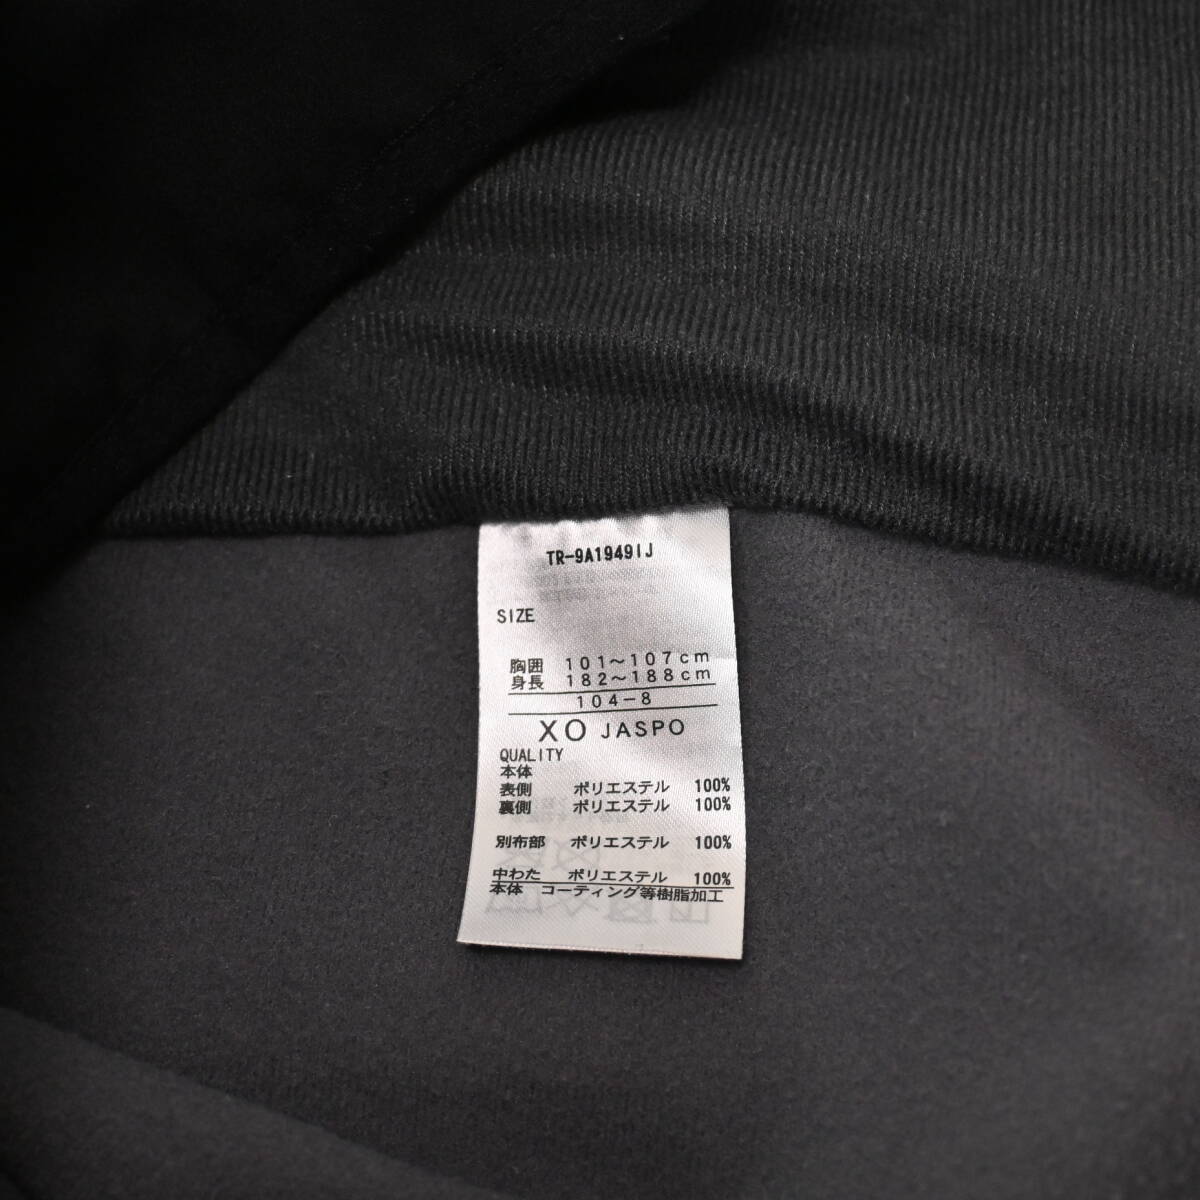 TR-9A1949IJ
SIZE
胸囲 101～107cm
身長 182～188cm
104-8
XO JASPO
QUALITY
本体
表側 ポリエステル 100%
裏側 ポリエステル 100%
別布部 ポリエステル 100%
中わた ポリエステル 100%
本体 コーティング等樹脂加工